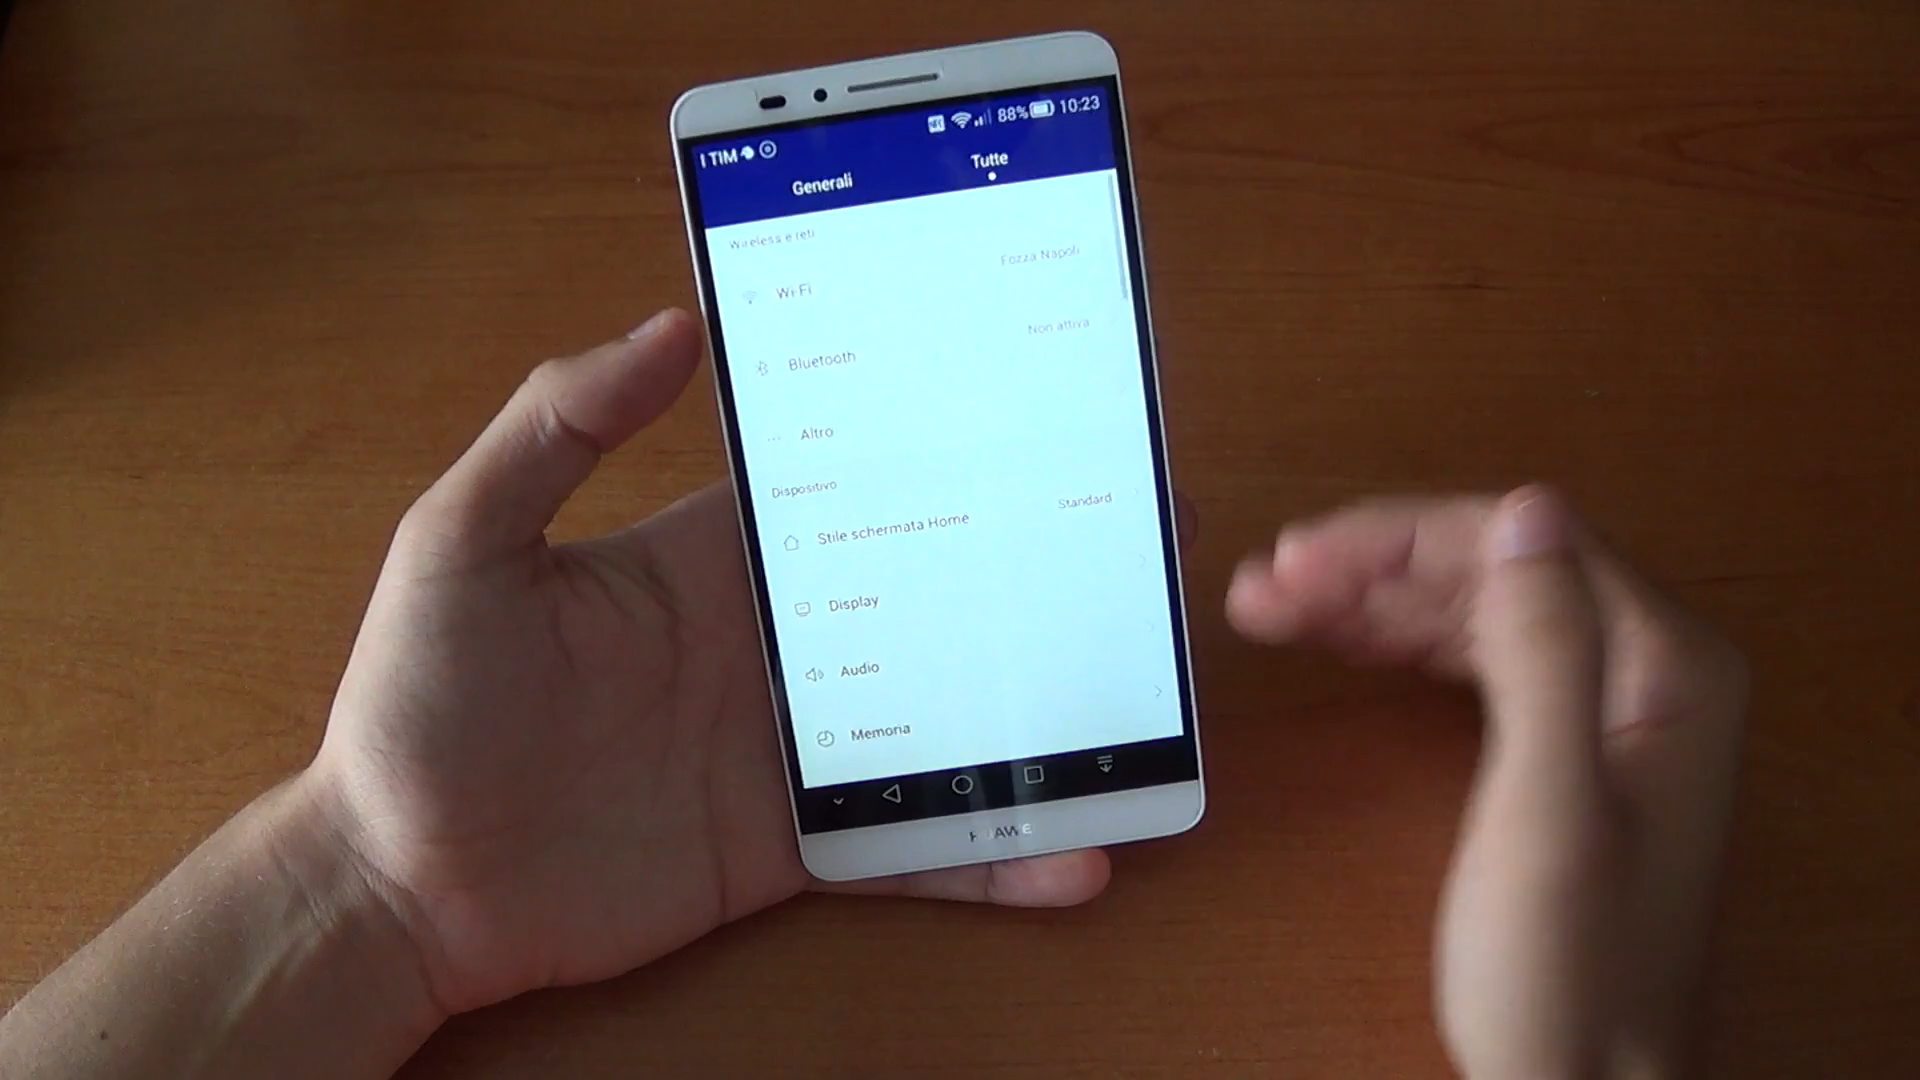 I TIM 88% 10:23
Generali Tutte
Wireless e reti
Wi-Fi Fozza Napoli
Bluetooth Non attiva
Altro
Dispositivo
Stile schermata Home Standard
Display
Audio
Memoria
HUAWEI